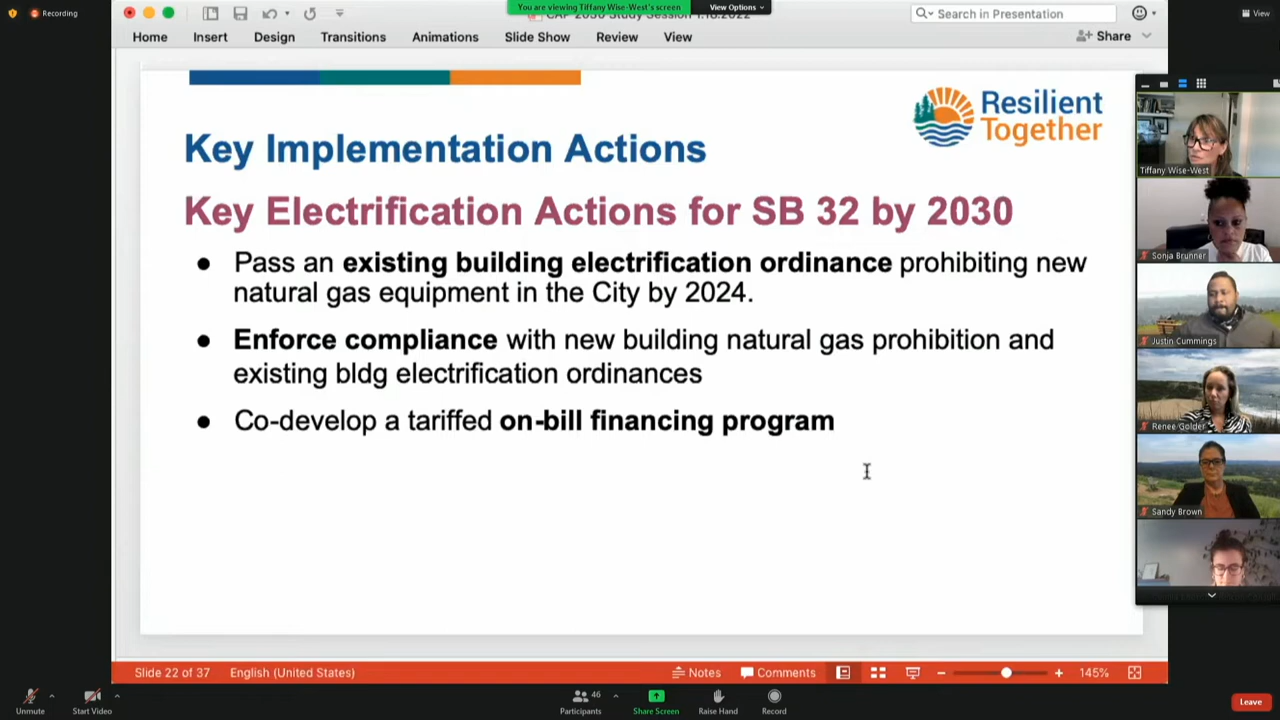 Recording
You are viewing Tiffany Wise-West's screen
View Options
View
CAP 2030 Study Session 1.18.2022
Search in Presentation
Home
Insert
Design
Transitions
Animations
Slide Show
Review
View
Share
Resilient
Together
Key Implementation Actions
Key Electrification Actions for SB 32 by 2030
● Pass an existing building electrification ordinance prohibiting new
natural gas equipment in the City by 2024.
● Enforce compliance with new building natural gas prohibition and
existing bldg electrification ordinances
● Co-develop a tariffed on-bill financing program
Tiffany Wise-West
Sonja Brunner
Justin Cummings
Renee Golder
Sandy Brown
Slide 22 of 37
English (United States)
Notes
Comments
145%
Unmute
Start Video
46
Participants
Share Screen
Raise Hand
Record
Leave